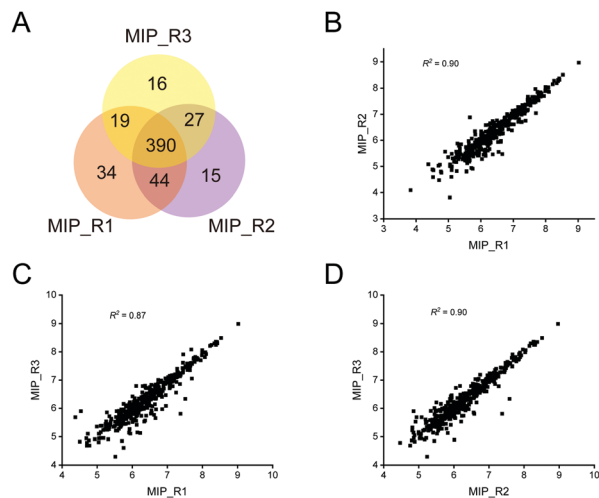 A
MIP_R3
16
19
27
390
34
44
15
MIP_R1
MIP_R2
B
R² = 0.90
9
8
7
6
5
4
3
MIP_R2
3 4 5 6 7 8 9
MIP_R1
C
R² = 0.87
10
9
8
7
6
5
4
MIP_R3
4 5 6 7 8 9 10
MIP_R1
D
R² = 0.90
10
9
8
7
6
5
4
MIP_R3
4 5 6 7 8 9 10
MIP_R2